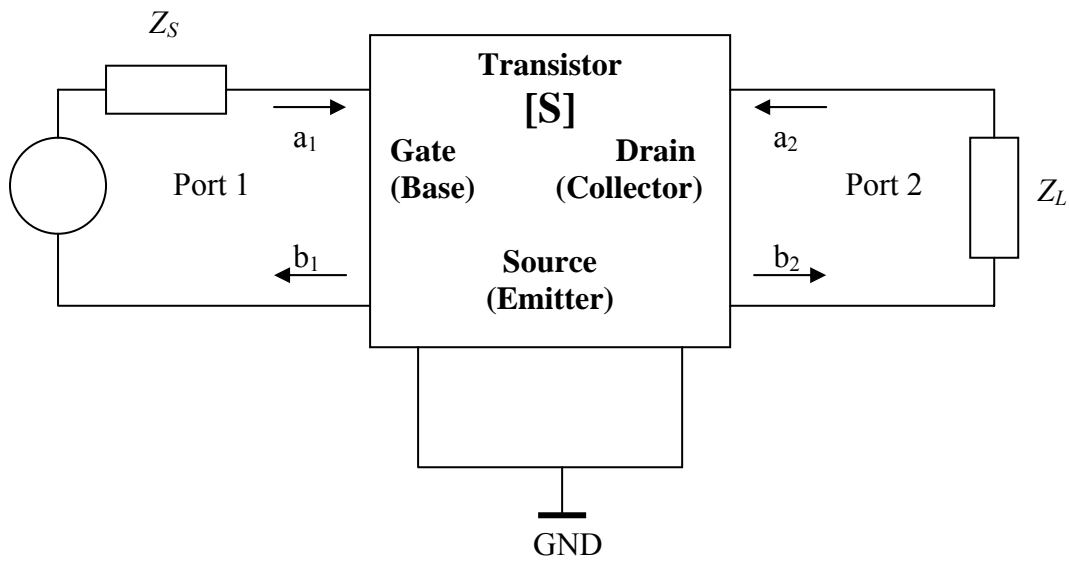 Z_S
Transistor
[S]
a₁
a₂
Gate
(Base)
Drain
(Collector)
Port 1
Port 2
Z_L
b₁
b₂
Source
(Emitter)
GND